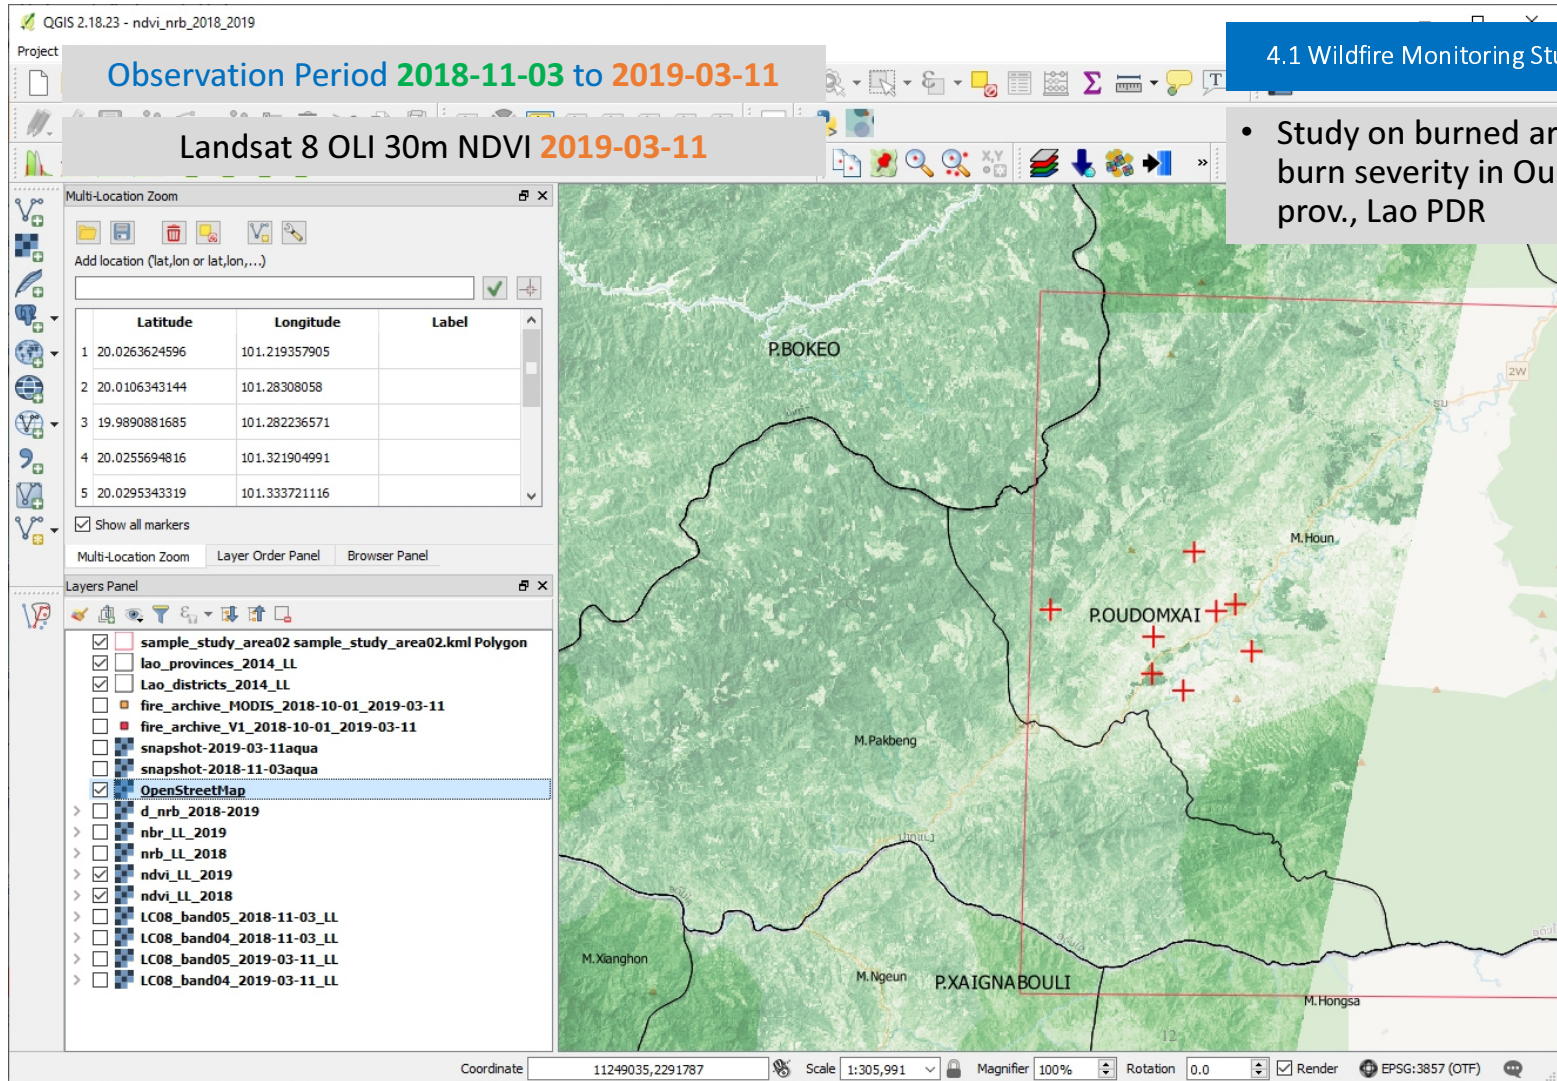 QGIS 2.18.23 - ndvi_nrb_2018_2019
Project
Observation Period 2018-11-03 to 2019-03-11
Landsat 8 OLI 30m NDVI 2019-03-11
4.1 Wildfire Monitoring Stu
• Study on burned ar
burn severity in Ou
prov., Lao PDR
Multi-Location Zoom
Add location ('lat,lon or lat,lon,...)
Latitude Longitude Label
1 20.0263624596 101.219357905
2 20.0106343144 101.28308058
3 19.9890881685 101.282236571
4 20.0255694816 101.321904991
5 20.0295343319 101.333721116
Show all markers
Multi-Location Zoom Layer Order Panel Browser Panel
Layers Panel
sample_study_area02 sample_study_area02.kml Polygon
lao_provinces_2014_LL
Lao_districts_2014_LL
fire_archive_MODIS_2018-10-01_2019-03-11
fire_archive_V1_2018-10-01_2019-03-11
snapshot-2019-03-11aqua
snapshot-2018-11-03aqua
OpenStreetMap
d_nrb_2018-2019
nbr_LL_2019
nrb_LL_2018
ndvi_LL_2019
ndvi_LL_2018
LC08_band05_2018-11-03_LL
LC08_band04_2018-11-03_LL
LC08_band05_2019-03-11_LL
LC08_band04_2019-03-11_LL
P.BOKEO
2W
M.Houn
P.OUDOMXAI
M.Pakbeng
M.Xianghon
M.Ngeun
P.XAIGNABOULI
M.Hongsa
12
Coordinate 11249035,2291787 Scale 1:305,991 Magnifier 100% Rotation 0.0 Render EPSG:3857 (OTF)